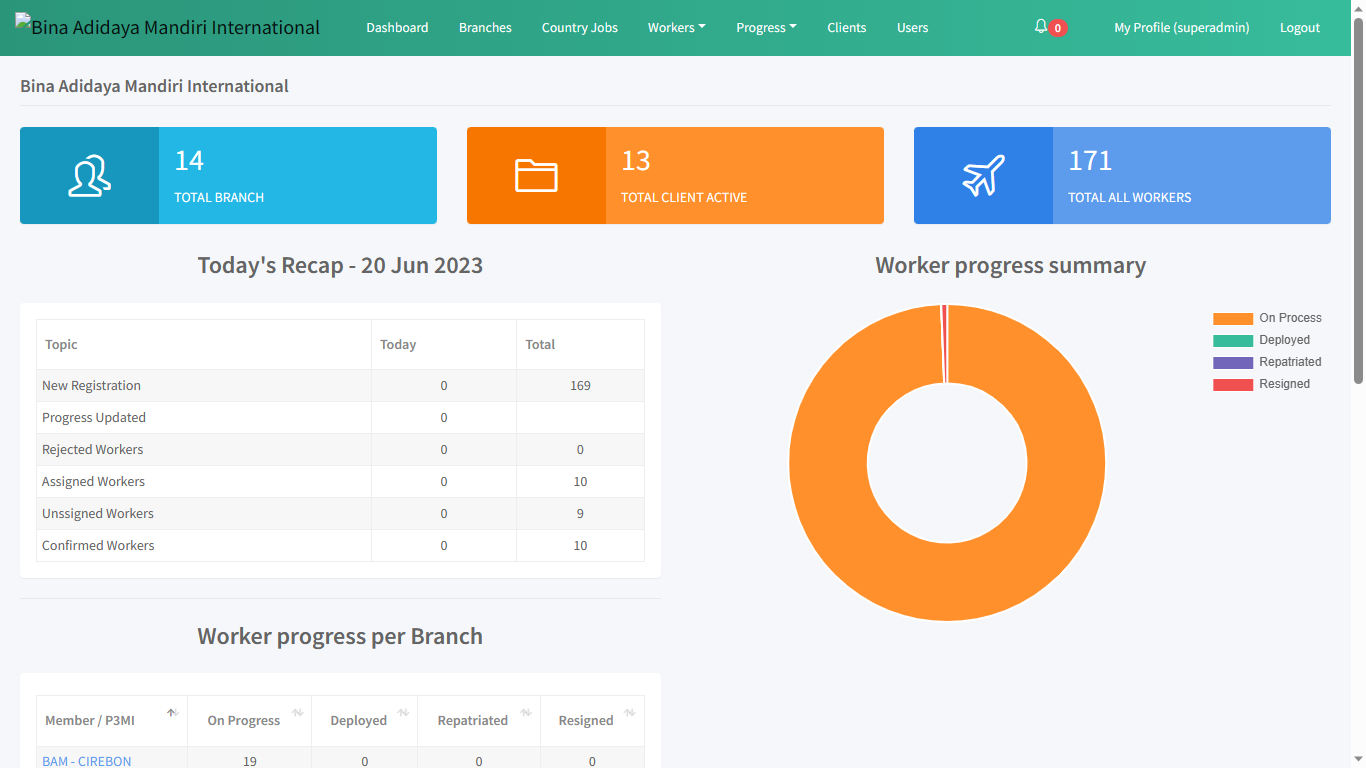 Bina Adidaya Mandiri International Dashboard Branches Country Jobs Workers Progress Clients Users 0 My Profile (superadmin) Logout
Bina Adidaya Mandiri International
14
TOTAL BRANCH
13
TOTAL CLIENT ACTIVE
171
TOTAL ALL WORKERS
Today's Recap - 20 Jun 2023
Topic Today Total
New Registration 0 169
Progress Updated 0
Rejected Workers 0 0
Assigned Workers 0 10
Unssigned Workers 0 9
Confirmed Workers 0 10
Worker progress summary
On Process
Deployed
Repatriated
Resigned
Worker progress per Branch
Member / P3MI On Progress Deployed Repatriated Resigned
BAM - CIREBON 19 0 0 0